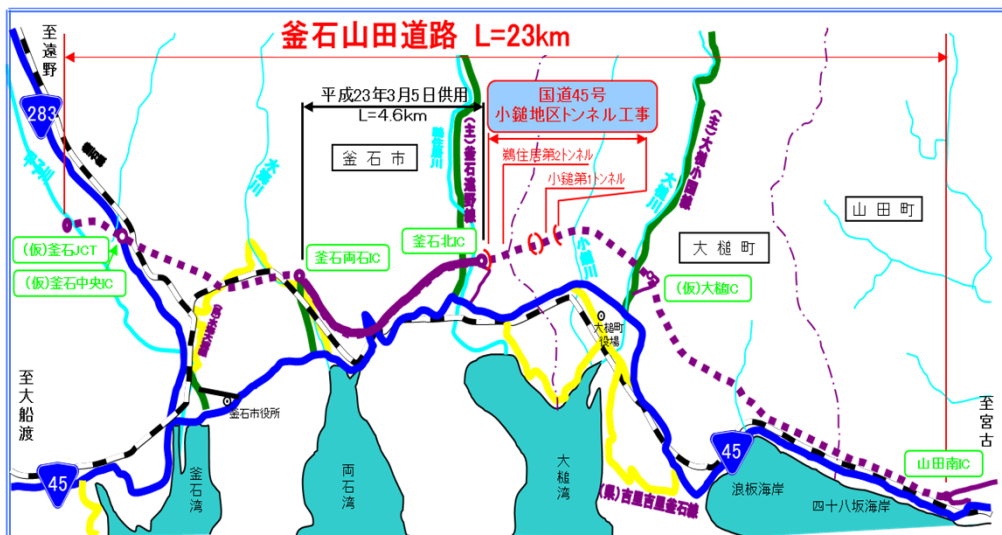 釜石山田道路 L=23km
至遠野
283
平成23年3月5日供用
L=4.6km
国道45号
小鎚地区トンネル工事
鵜住居第2トンネル
小鎚第1トンネル
釜石市
大槌町
山田町
水海川
鵜住居川
(主)釜石遠野線
小鎚川
大槌川
(主)大槌小国線
(仮)釜石JCT
(仮)釜石中央IC
釜石両石IC
釜石北IC
(仮)大槌IC
山田南IC
大槌町
役場
釜石市役所
至大船渡
至宮古
45
45
釜石湾
両石湾
大槌湾
浪板海岸
四十八坂海岸
(県)吉里吉里釜石線